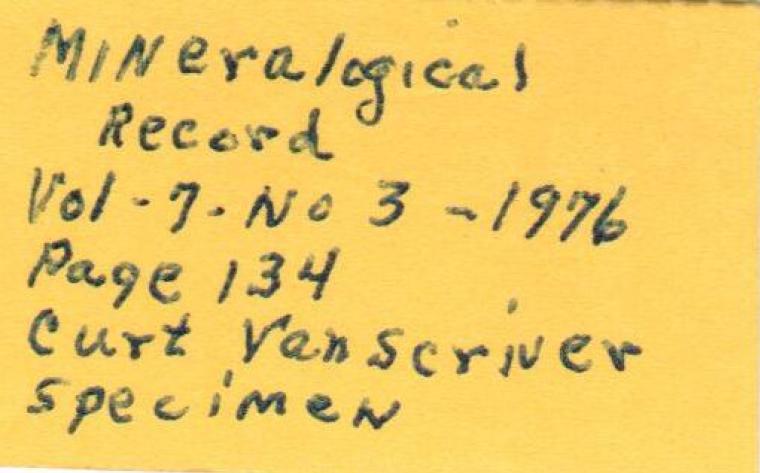 Mineralogical
Record
Vol-7-No 3-1976
Page 134
Curt Vanscriver
specimen